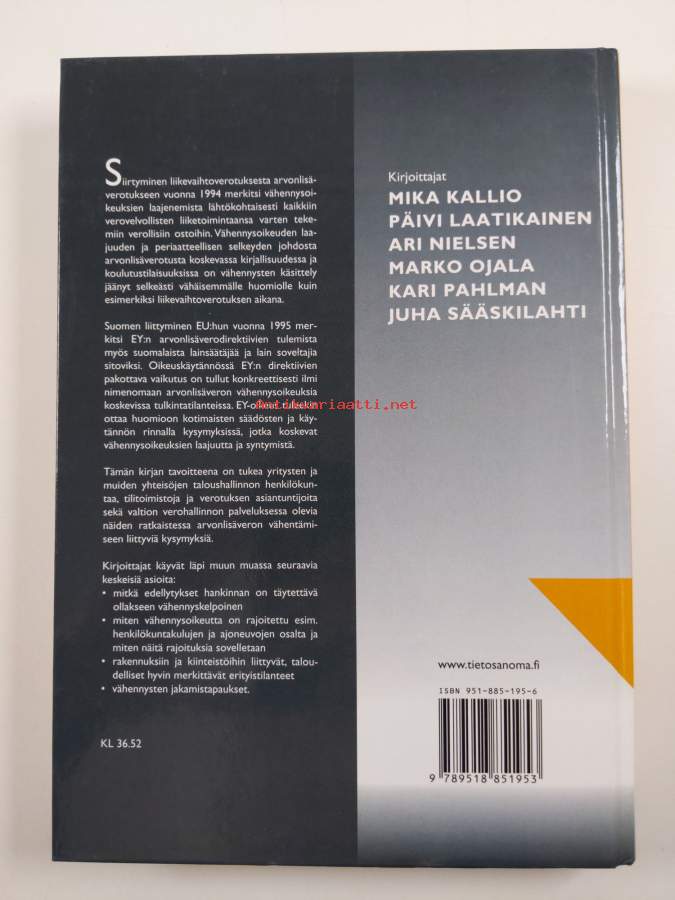 Siirtyminen liikevaihtoverotuksesta arvonlisä-
verotukseen vuonna 1994 merkitsi vähennysoi-
keuksien laajenemista lähtökohtaisesti kaikkiin
verovelvollisten liiketoimintaansa varten teke-
miin verollisiin ostoihin. Vähennysoikeuden laa-
juuden ja periaatteellisen selkeyden johdosta
arvonlisäverotusta koskevassa kirjallisuudessa ja
koulutustilaisuuksissa on vähennysten käsittely
jäänyt selkeästi vähäisemmälle huomiolle kuin
esimerkiksi liikevaihtoverotuksen aikana.
Suomen liittyminen EU:hun vuonna 1995 mer-
kitsi EY:n arvonlisäverodirektiivien tulemista
myös suomalaista lainsäätäjää ja lain soveltajia
sitoviksi. Oikeuskäytännössä EY:n direktiivien
pakottava vaikutus on tullut konkreettisesti ilmi
nimenomaan arvonlisäveron vähennysoikeuksia
koskevissa tulkintatilanteissa. EY-oikeus tuleekin
ottaa huomioon kotimaisten säädösten ja käy-
tännön rinnalla kysymyksissä, jotka koskevat
vähennysoikeuksien laajuutta ja syntymistä.
Tämän kirjan tavoitteena on tukea yritysten ja
muiden yhteisöjen taloushallinnon henkilökun-
taa, tilitoimistoja ja verotuksen asiantuntijoita
sekä valtion verohallinnon palveluksessa olevia
näiden ratkaistessa arvonlisäveron vähentämi-
seen liittyviä kysymyksiä.
Kirjoittajat käyvät läpi muun muassa seuraavia
keskeisiä asioita:
• mitkä edellytykset hankinnan on täytettävä
ollakseen vähennyskelpoinen
• miten vähennysoikeutta on rajoitettu esim.
henkilökuntakulujen ja ajoneuvojen osalta ja
miten näitä rajoituksia sovelletaan
• rakennuksiin ja kiinteistöihin liittyvät, talou-
delliset hyvin merkittävät erityistilanteet
• vähennysten jakamistapaukset.
KL 36.52
Kirjoittajat
MIKA KALLIO
PÄIVI LAATIKAINEN
ARI NIELSEN
MARKO OJALA
KARI PAHLMAN
JUHA SÄÄSKILAHTI
Antikvariaatti.net
www.tietosanoma.fi
ISBN 951-885-195-6
9 789518 851953